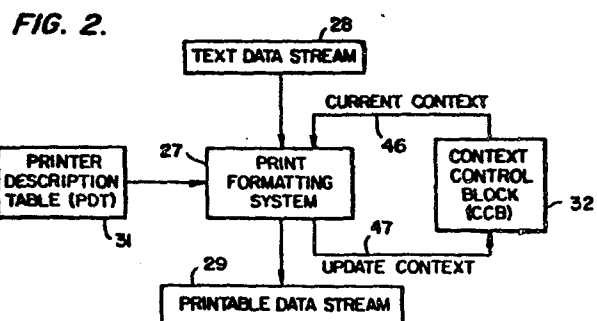 FIG. 2.
28
TEXT DATA STREAM
CURRENT CONTEXT
46
27
PRINTER
DESCRIPTION
TABLE (PDT)
31
PRINT
FORMATTING
SYSTEM
CONTEXT
CONTROL
BLOCK
(CCB)
32
47
UPDATE CONTEXT
29
PRINTABLE DATA STREAM